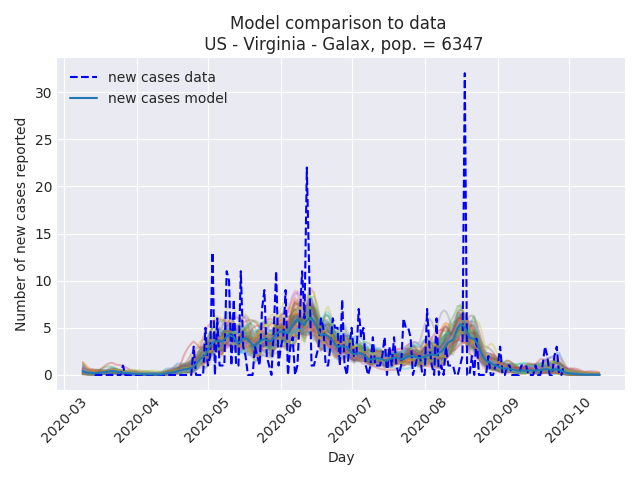 Model comparison to data
US - Virginia - Galax, pop. = 6347
new cases data
new cases model
Number of new cases reported
30
25
20
15
10
5
0
2020-03
2020-04
2020-05
2020-06
2020-07
2020-08
2020-09
2020-10
Day